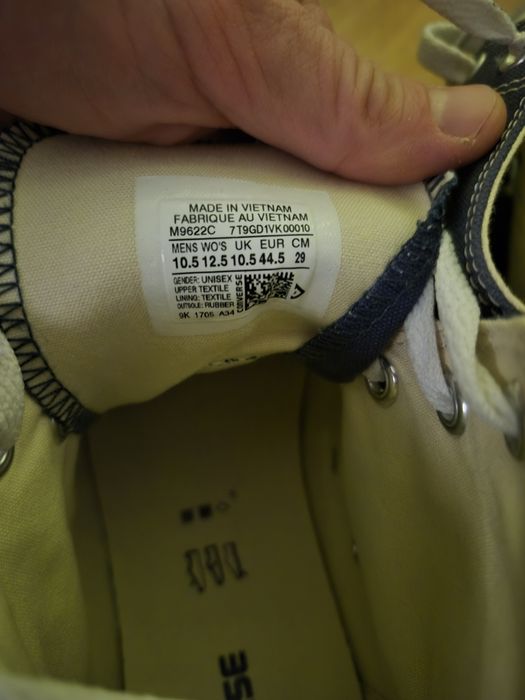 MADE IN VIETNAM
FABRIQUE AU VIETNAM
M9622C 7T9GD1VK00010
MENS WO'S UK EUR CM
10.5 12.5 10.5 44.5 29
GENDER: UNISEX
UPPER: TEXTILE
LINING: TEXTILE
OUTSOLE: RUBBER
9K 1705 A34
CONVERSE
SE